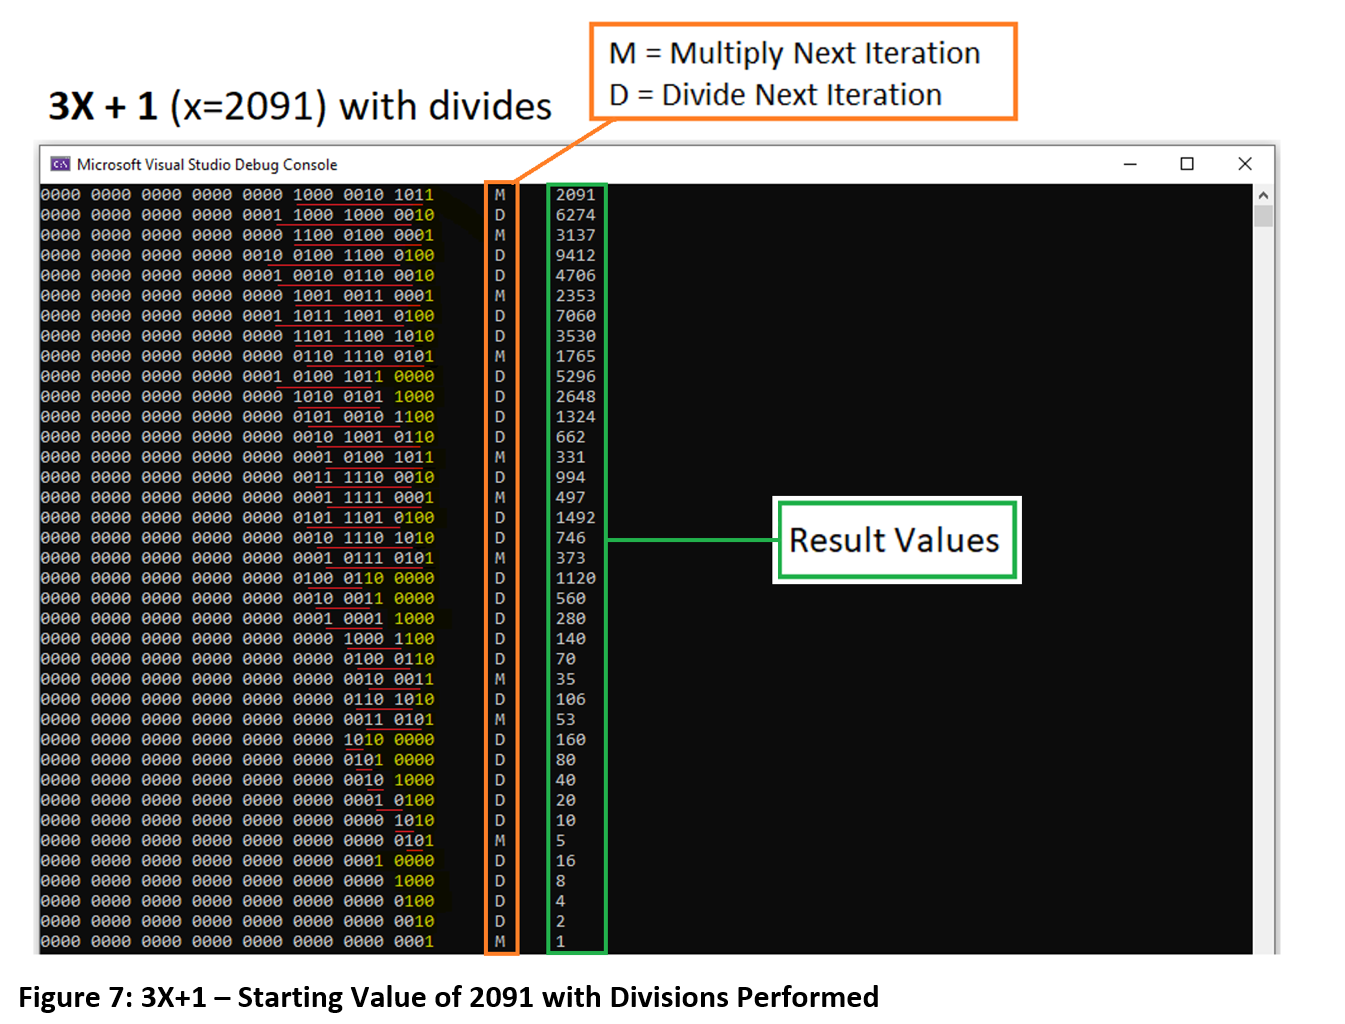 M = Multiply Next Iteration
D = Divide Next Iteration
3X + 1 (x=2091) with divides
Microsoft Visual Studio Debug Console
0000 0000 0000 0000 0000 1000 0010 1011 M 2091
0000 0000 0000 0000 0001 1000 1000 0010 D 6274
0000 0000 0000 0000 0000 1100 0100 0001 M 3137
0000 0000 0000 0000 0010 0100 1100 0100 D 9412
0000 0000 0000 0000 0001 0010 0110 0010 D 4706
0000 0000 0000 0000 0000 1001 0011 0001 M 2353
0000 0000 0000 0000 0001 1011 1001 0100 D 7060
0000 0000 0000 0000 0000 1101 1100 1010 D 3530
0000 0000 0000 0000 0000 0110 1110 0101 M 1765
0000 0000 0000 0000 0001 0100 1011 0000 D 5296
0000 0000 0000 0000 0000 1010 0101 1000 D 2648
0000 0000 0000 0000 0000 0101 0010 1100 D 1324
0000 0000 0000 0000 0000 0010 1001 0110 D 662
0000 0000 0000 0000 0000 0001 0100 1011 M 331
0000 0000 0000 0000 0000 0011 1110 0010 D 994
0000 0000 0000 0000 0000 0001 1111 0001 M 497
0000 0000 0000 0000 0000 0101 1101 0100 D 1492
0000 0000 0000 0000 0000 0010 1110 1010 D 746
0000 0000 0000 0000 0000 0001 0111 0101 M 373
0000 0000 0000 0000 0000 0100 0110 0000 D 1120
0000 0000 0000 0000 0000 0010 0011 0000 D 560
0000 0000 0000 0000 0000 0001 0001 1000 D 280
0000 0000 0000 0000 0000 0000 1000 1100 D 140
0000 0000 0000 0000 0000 0000 0100 0110 D 70
0000 0000 0000 0000 0000 0000 0010 0011 M 35
0000 0000 0000 0000 0000 0000 0110 1010 D 106
0000 0000 0000 0000 0000 0000 0011 0101 M 53
0000 0000 0000 0000 0000 0000 1010 0000 D 160
0000 0000 0000 0000 0000 0000 0101 0000 D 80
0000 0000 0000 0000 0000 0000 0010 1000 D 40
0000 0000 0000 0000 0000 0000 0001 0100 D 20
0000 0000 0000 0000 0000 0000 0000 1010 D 10
0000 0000 0000 0000 0000 0000 0000 0101 M 5
0000 0000 0000 0000 0000 0000 0001 0000 D 16
0000 0000 0000 0000 0000 0000 0000 1000 D 8
0000 0000 0000 0000 0000 0000 0000 0100 D 4
0000 0000 0000 0000 0000 0000 0000 0010 D 2
0000 0000 0000 0000 0000 0000 0000 0001 M 1
Result Values
Figure 7: 3X+1 – Starting Value of 2091 with Divisions Performed